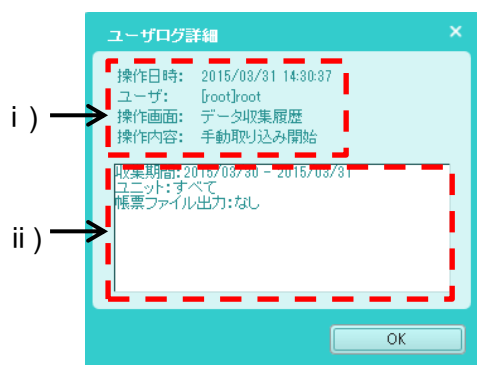 ユーザログ詳細
操作日時: 2015/03/31 14:30:37
ユーザ: [root]root
操作画面: データ収集履歴
操作内容: 手動取り込み開始
収集期間:2015/03/30 - 2015/03/31
ユニット:すべて
帳票ファイル出力:なし
OK
i )
ii )